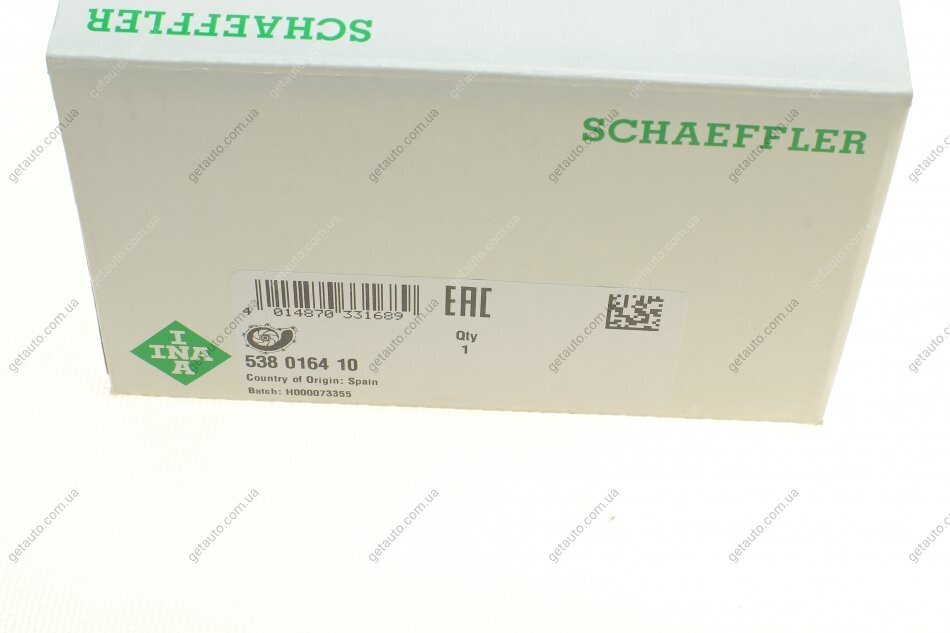 SCHAEFFLER
SCHAEFFLER
4 014870 331689
EAC
Qty
1
INA
INA
538 0164 10
Country of Origin: Spain
Batch: H000073355
getauto.com.ua